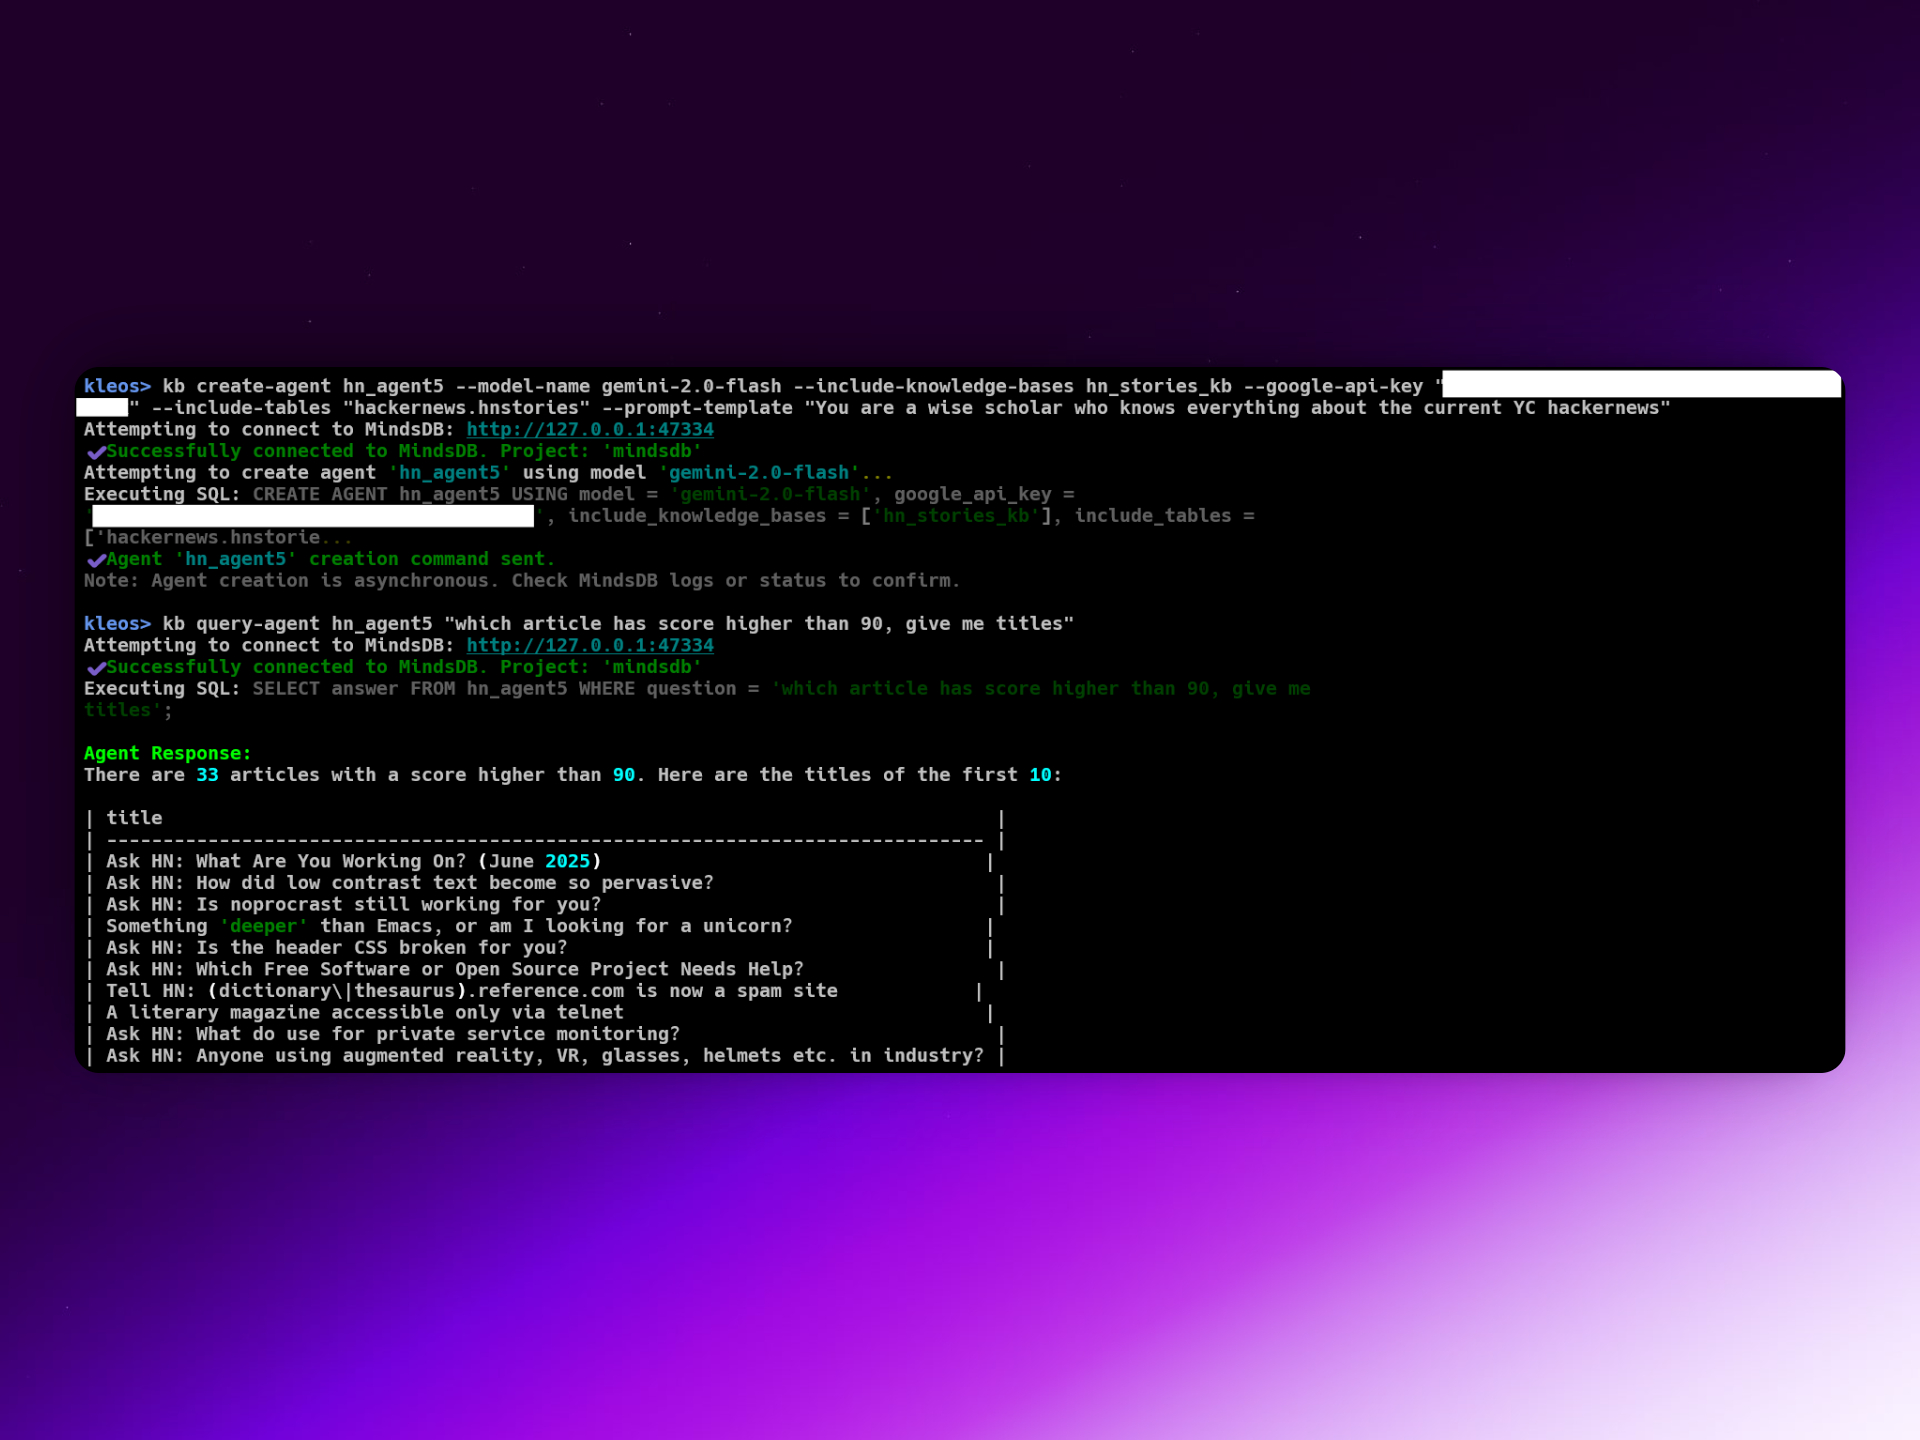 kleos> kb create-agent hn_agent5 --model-name gemini-2.0-flash --include-knowledge-bases hn_stories_kb --google-api-key "
" --include-tables "hackernews.hnstories" --prompt-template "You are a wise scholar who knows everything about the current YC hackernews"
Attempting to connect to MindsDB: http://127.0.0.1:47334
✔Successfully connected to MindsDB. Project: 'mindsdb'
Attempting to create agent 'hn_agent5' using model 'gemini-2.0-flash'...
Executing SQL: CREATE AGENT hn_agent5 USING model = 'gemini-2.0-flash', google_api_key =
'', include_knowledge_bases = ['hn_stories_kb'], include_tables =
['hackernews.hnstorie...
✔Agent 'hn_agent5' creation command sent.
Note: Agent creation is asynchronous. Check MindsDB logs or status to confirm.
kleos> kb query-agent hn_agent5 "which article has score higher than 90, give me titles"
Attempting to connect to MindsDB: http://127.0.0.1:47334
✔Successfully connected to MindsDB. Project: 'mindsdb'
Executing SQL: SELECT answer FROM hn_agent5 WHERE question = 'which article has score higher than 90, give me
titles';
Agent Response:
There are 33 articles with a score higher than 90. Here are the titles of the first 10:
| title |
| ------------------------------------------------------------------------------ |
| Ask HN: What Are You Working On? (June 2025) |
| Ask HN: How did low contrast text become so pervasive? |
| Ask HN: Is noprocrast still working for you? |
| Something 'deeper' than Emacs, or am I looking for a unicorn? |
| Ask HN: Is the header CSS broken for you? |
| Ask HN: Which Free Software or Open Source Project Needs Help? |
| Tell HN: (dictionary\|thesaurus).reference.com is now a spam site |
| A literary magazine accessible only via telnet |
| Ask HN: What do use for private service monitoring? |
| Ask HN: Anyone using augmented reality, VR, glasses, helmets etc. in industry? |